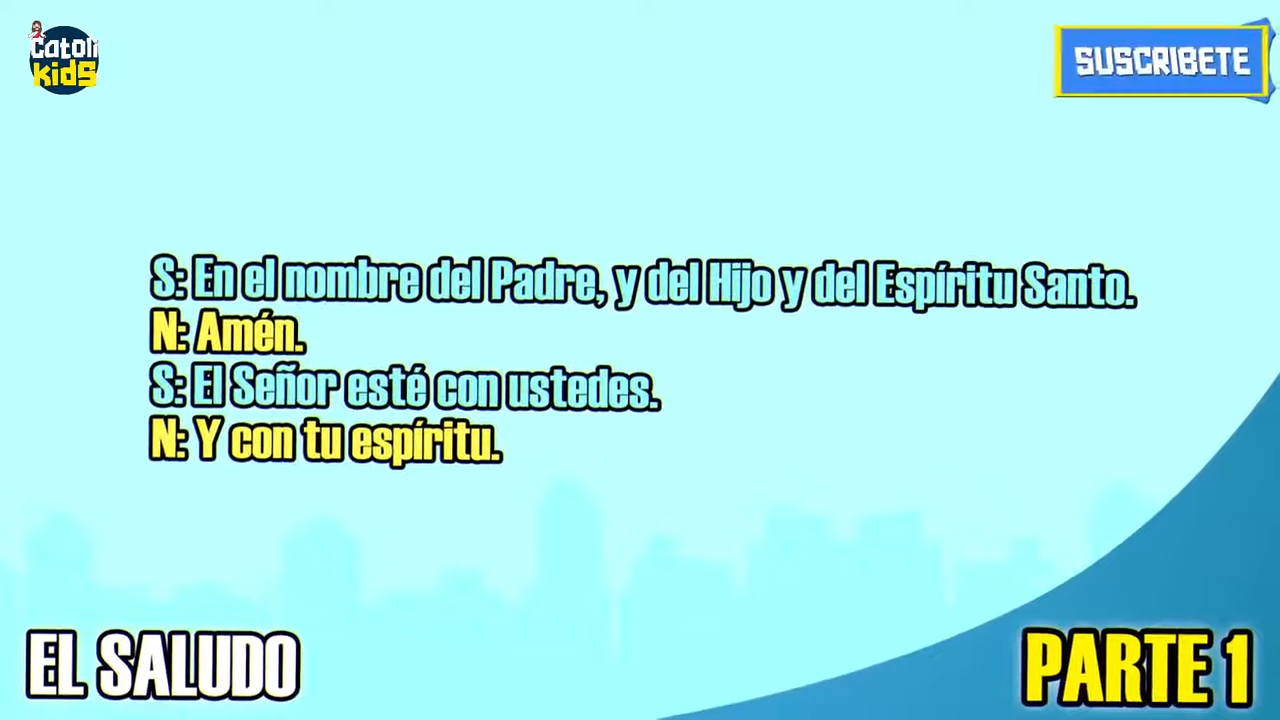 Catoli
Kids
SUSCRIBETE
S: En el nombre del Padre, y del Hijo y del Espíritu Santo.
N: Amén.
S: El Señor esté con ustedes.
N: Y con tu espíritu.
EL SALUDO
PARTE 1